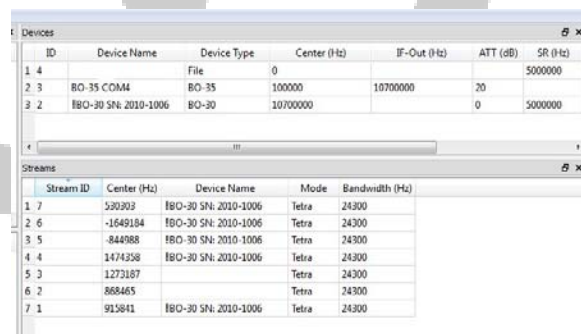 Devices
ID Device Name Device Type Center (Hz) IF-Out (Hz) ATT (dB) SR (Hz)
1 4 File 0 5000000
2 3 BO-35 COM4 BO-35 100000 10700000 20
3 2 !BO-30 SN: 2010-1006 BO-30 10700000 0 5000000
Streams
Stream ID Center (Hz) Device Name Mode Bandwidth (Hz)
1 7 530303 !BO-30 SN: 2010-1006 Tetra 24300
2 6 -1649184 !BO-30 SN: 2010-1006 Tetra 24300
3 5 -844988 !BO-30 SN: 2010-1006 Tetra 24300
4 4 1474358 !BO-30 SN: 2010-1006 Tetra 24300
5 3 1273187 Tetra 24300
6 2 868465 Tetra 24300
7 1 915841 !BO-30 SN: 2010-1006 Tetra 24300